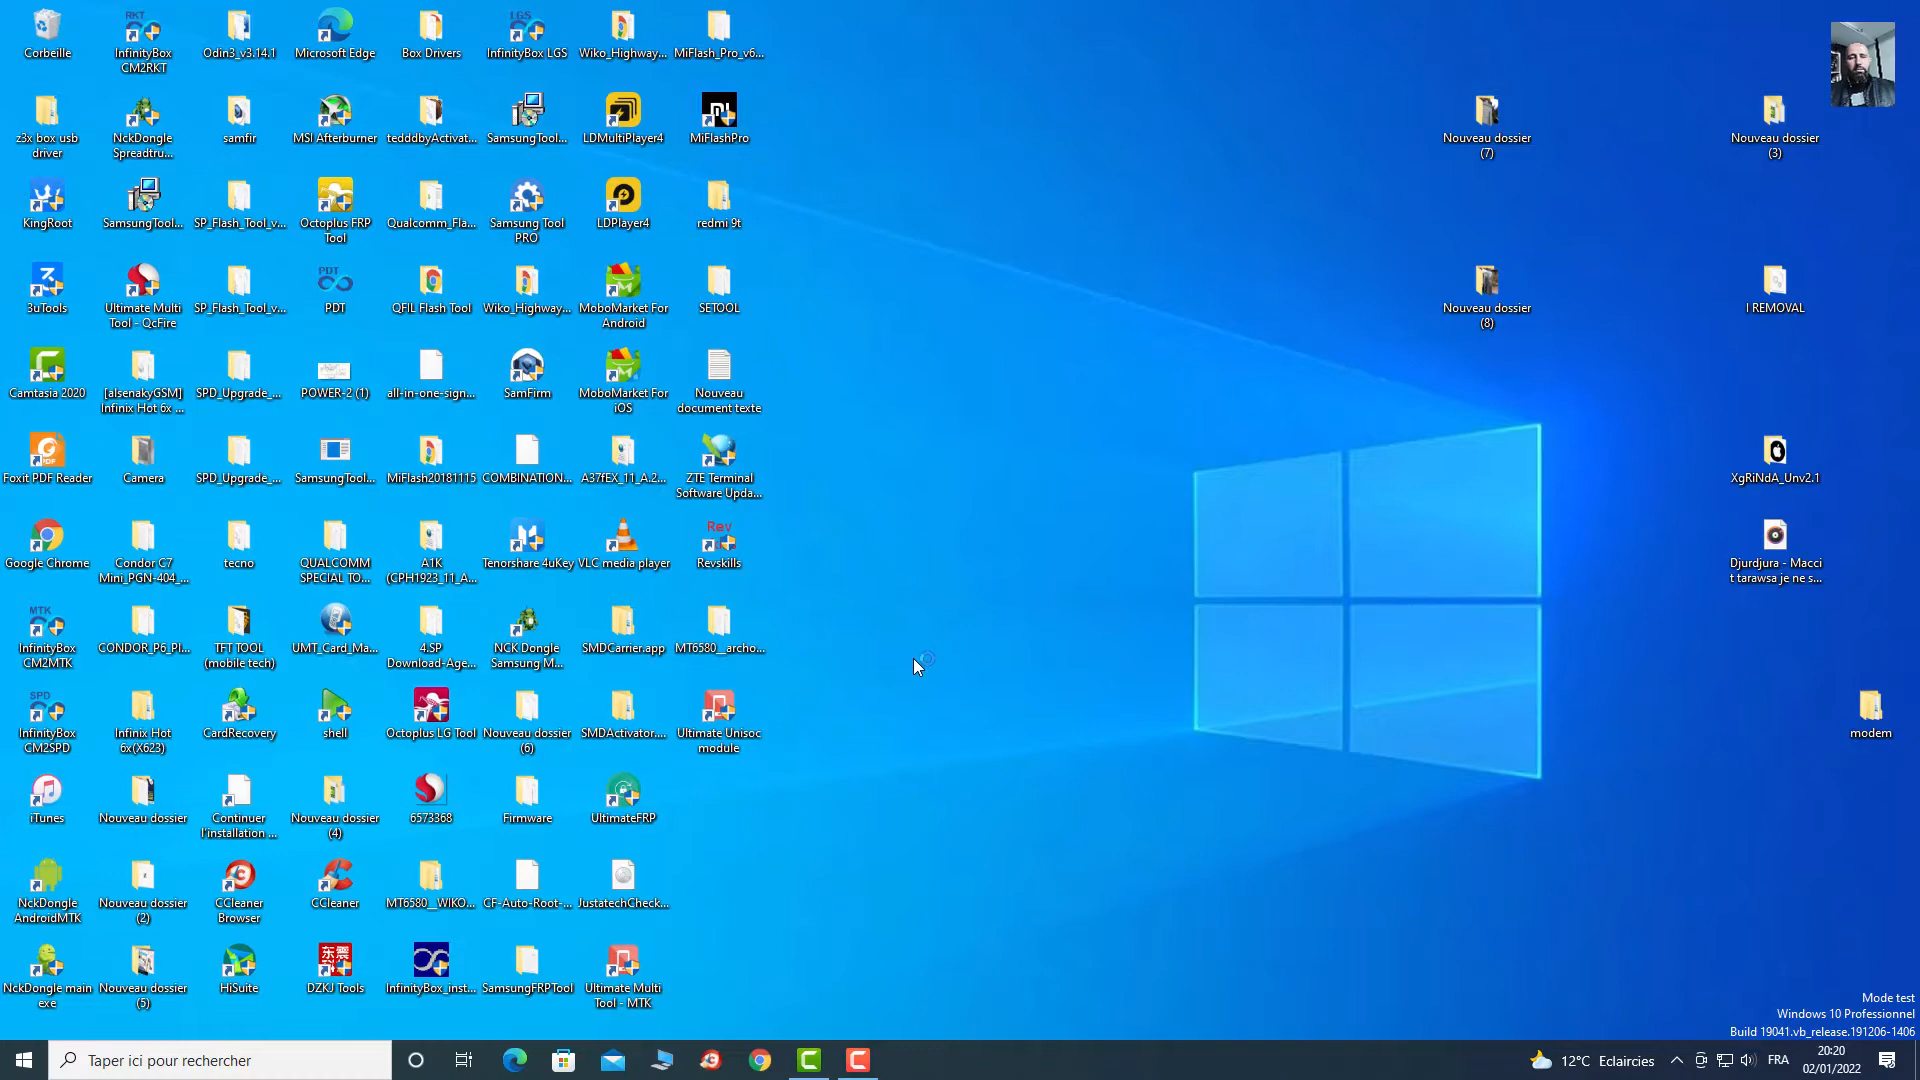 Corbeille
RKT
InfinityBox
CM2RKT
Odin3_v3.14.1
Microsoft Edge
Box Drivers
LGS
InfinityBox LGS
Wiko_Highway...
MiFlash_Pro_v6...
z3x box usb
driver
NckDongle
Spreadtru...
samfir
MSI Afterburner
tedddbyActivat...
SamsungTool...
LDMultiPlayer4
MiFlashPro
Nouveau dossier
(7)
Nouveau dossier
(3)
KingRoot
SamsungTool...
SP_Flash_Tool_v...
Octoplus FRP
Tool
Qualcomm_Fla...
Samsung Tool
PRO
LDPlayer4
redmi 9t
3uTools
Ultimate Multi
Tool - QcFire
SP_Flash_Tool_v...
PDT
PDT
QFIL Flash Tool
Wiko_Highway...
MoboMarket For
Android
SETOOL
Nouveau dossier
(8)
I REMOVAL
Camtasia 2020
[alsenakyGSM]
Infinix Hot 6x ...
SPD_Upgrade_...
POWER-2 (1)
all-in-one-sign...
SamFirm
MoboMarket For
iOS
Nouveau
document texte
Foxit PDF Reader
Camera
SPD_Upgrade_...
SamsungTool...
MiFlash20181115
COMBINATION...
A37fEX_11_A.2...
ZTE Terminal
Software Upda...
XgRiNdA_Unv2.1
Google Chrome
Condor C7
Mini_PGN-404_...
tecno
QUALCOMM
SPECIAL TO...
A1K
(CPH1923_11_A...
Tenorshare 4uKey
VLC media player
Rev
Revskills
Djurdjura - Macci
t tarawsa je ne s...
MTK
InfinityBox
CM2MTK
CONDOR_P6_Pl...
TFT TOOL
(mobile tech)
UMT_Card_Ma...
4.SP
Download-Age...
NCK Dongle
Samsung M...
SMDCarrier.app
MT6580__archo...
SPD
InfinityBox
CM2SPD
Infinix Hot
6x(X623)
CardRecovery
shell
Octoplus LG Tool
Nouveau dossier
(6)
SMDActivator....
Ultimate Unisoc
module
modem
iTunes
Nouveau dossier
Continuer
l'installation ...
Nouveau dossier
(4)
6573368
Firmware
UltimateFRP
NckDongle
AndroidMTK
Nouveau dossier
(2)
CCleaner
Browser
CCleaner
MT6580__WIKO...
CF-Auto-Root-...
JustatechCheck...
NckDongle main
exe
Nouveau dossier
(5)
HiSuite
东震
科技
DZKJ Tools
InfinityBox_inst...
SamsungFRPTool
Ultimate Multi
Tool - MTK
Mode test
Windows 10 Professionnel
Build 19041.vb_release.191206-1406
Taper ici pour rechercher
12°C Eclaircies
FRA
20:20
02/01/2022